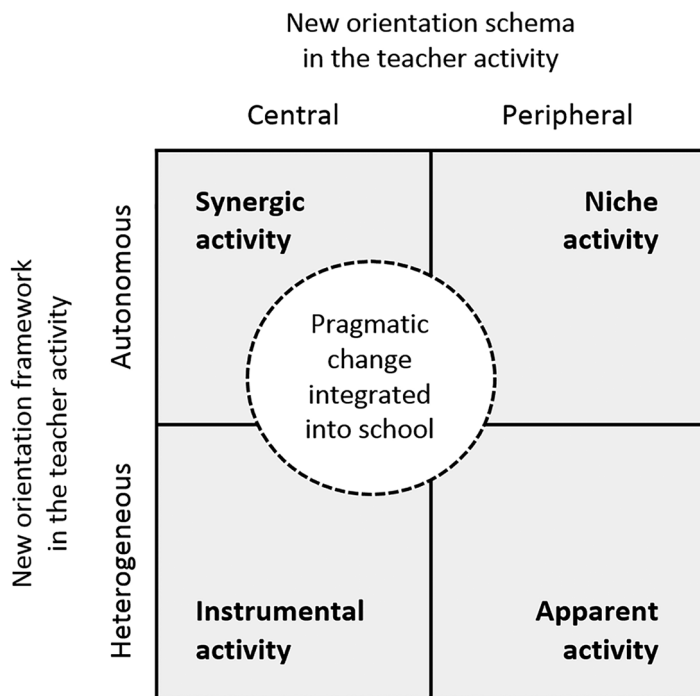 New orientation schema
in the teacher activity
Central
Peripheral
New orientation framework
in the teacher activity
Autonomous
Heterogeneous
Synergic
activity
Niche
activity
Pragmatic
change
integrated
into school
Instrumental
activity
Apparent
activity